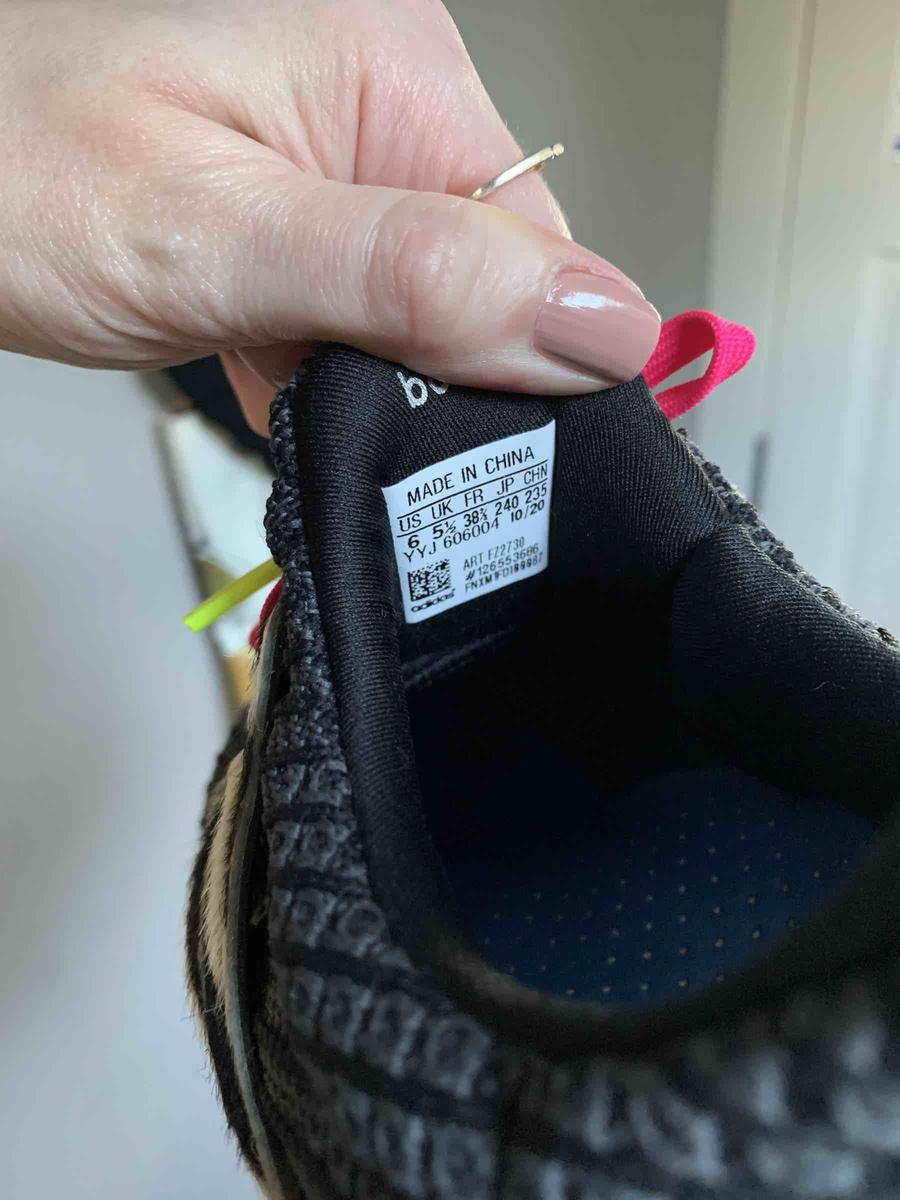 MADE IN CHINA
US UK FR JP CHN
6 5½ 38⅔ 240 235
YYJ 606004 10/20
ART FZ2730
#126553686
adidas